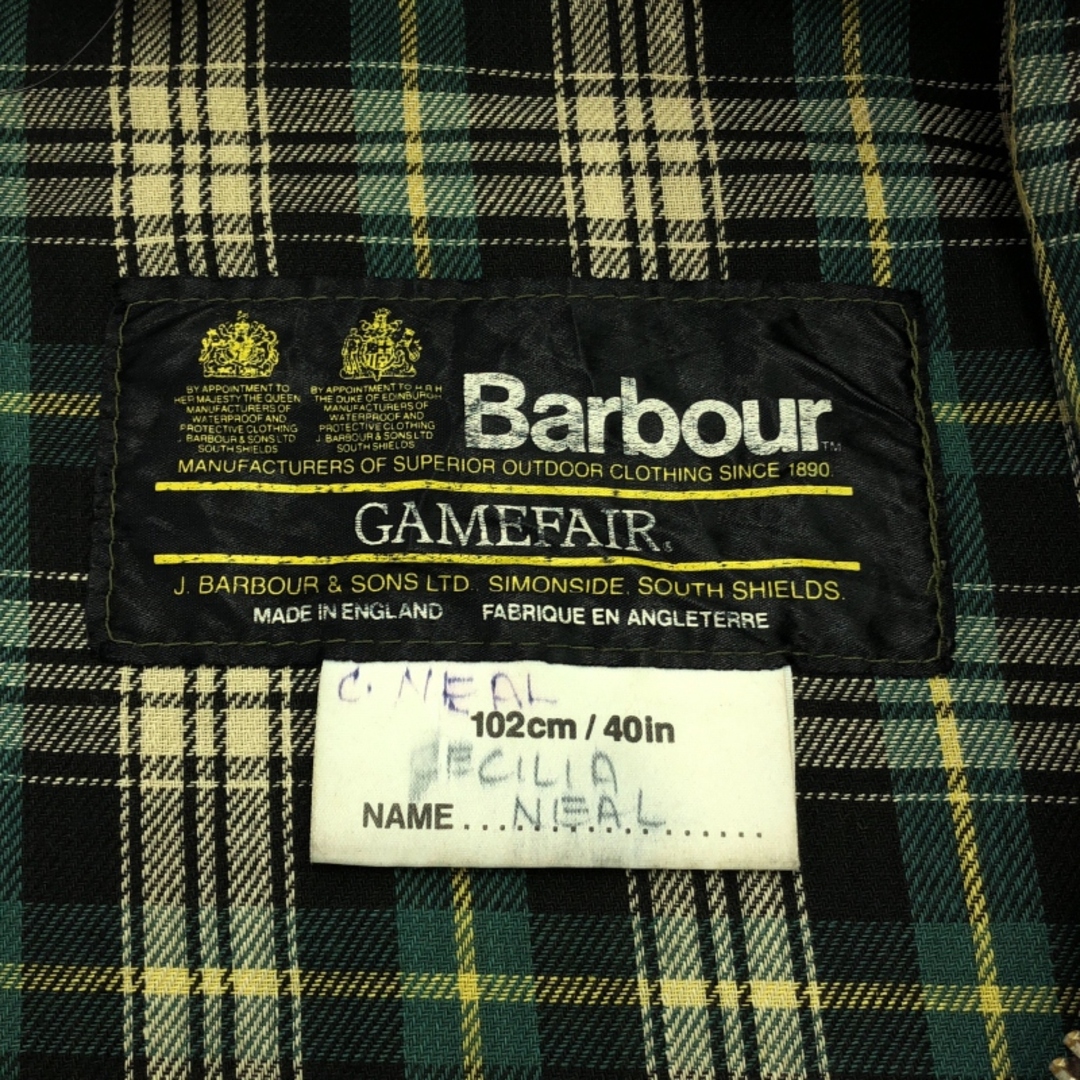 BY APPOINTMENT TO
HER MAJESTY THE QUEEN
MANUFACTURERS OF
WATERPROOF AND
PROTECTIVE CLOTHING
J. BARBOUR & SONS LTD
SOUTH SHIELDS
BY APPOINTMENT TO H.R.H
THE DUKE OF EDINBURGH
MANUFACTURERS OF
WATERPROOF AND
PROTECTIVE CLOTHING
J. BARBOUR & SONS LTD
SOUTH SHIELDS
Barbour TM
MANUFACTURERS OF SUPERIOR OUTDOOR CLOTHING SINCE 1890.
GAMEFAIR.
J. BARBOUR & SONS LTD. SIMONSIDE. SOUTH SHIELDS.
MADE IN ENGLAND FABRIQUE EN ANGLETERRE
C. NEAL
102cm / 40in
CECILIA
NAME.....NEAL.....